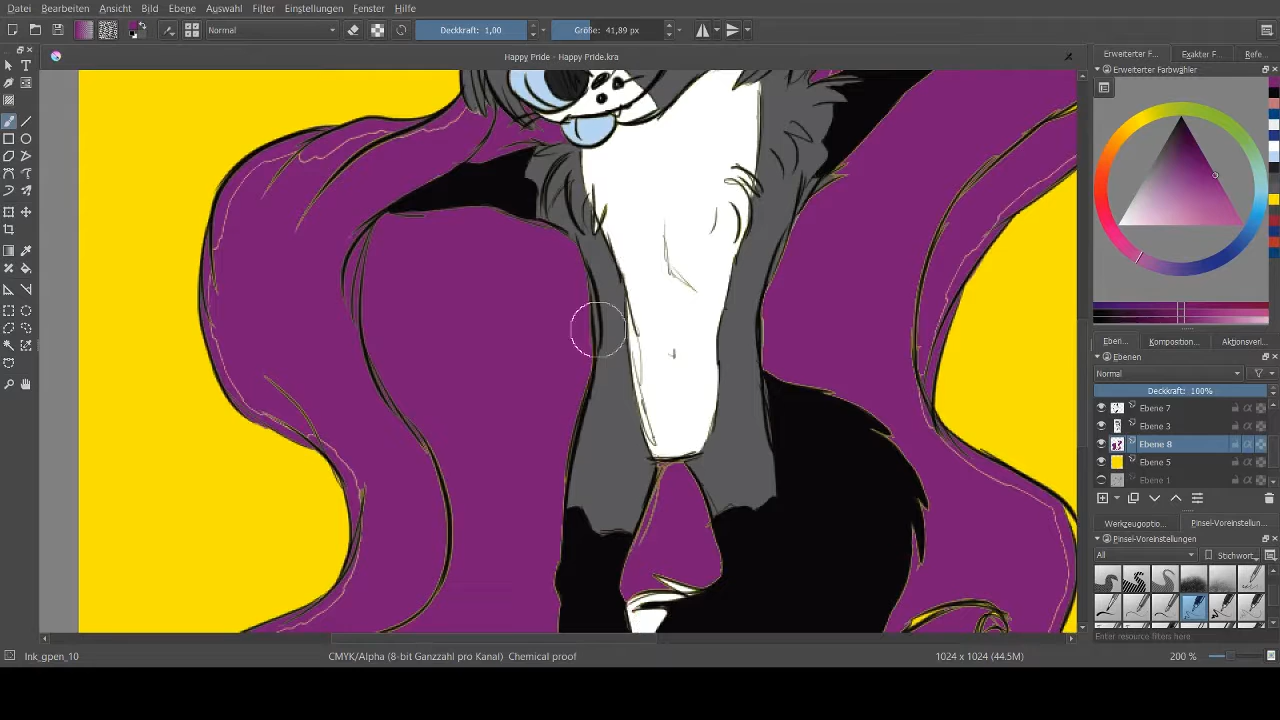 Datei Bearbeiten Ansicht Bild Ebene Auswahl Filter Einstellungen Fenster Hilfe
Normal Deckkraft: 1,00 Größe: 41,89 px
Happy Pride - Happy Pride.kra
Erweiterter F... Exakter F... Refe...
Erweiterter Farbwähler
Eben... Komposition... Aktionsverl...
Ebenen
Normal
Deckkraft: 100%
Ebene 7
Ebene 3
Ebene 8
Ebene 5
Ebene 1
Werkzeugoptio... Pinsel-Voreinstellun...
Pinsel-Voreinstellungen
All Stichwort
Enter resource filters here
Ink_gpen_10 CMYK/Alpha (8-bit Ganzzahl pro Kanal) Chemical proof 1024 x 1024 (44.5M) 200 %